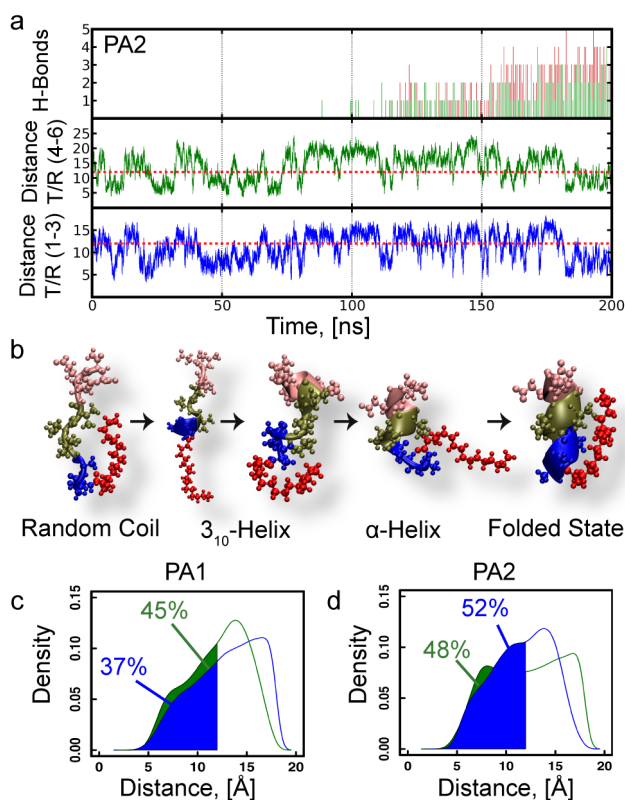 a
PA2
H-Bonds
5
4
3
2
1
Distance
T/R (4-6)
25
20
15
10
5
Distance
T/R (1-3)
15
10
5
0 50 100 150 200
Time, [ns]
b
Random Coil 3₁₀-Helix α-Helix Folded State
PA1 PA2
c
45%
37%
Density
0.15
0.10
0.05
0.00
0 5 10 15 20
Distance, [Å]
d
52%
48%
Density
0.15
0.10
0.05
0.00
0 5 10 15 20
Distance, [Å]